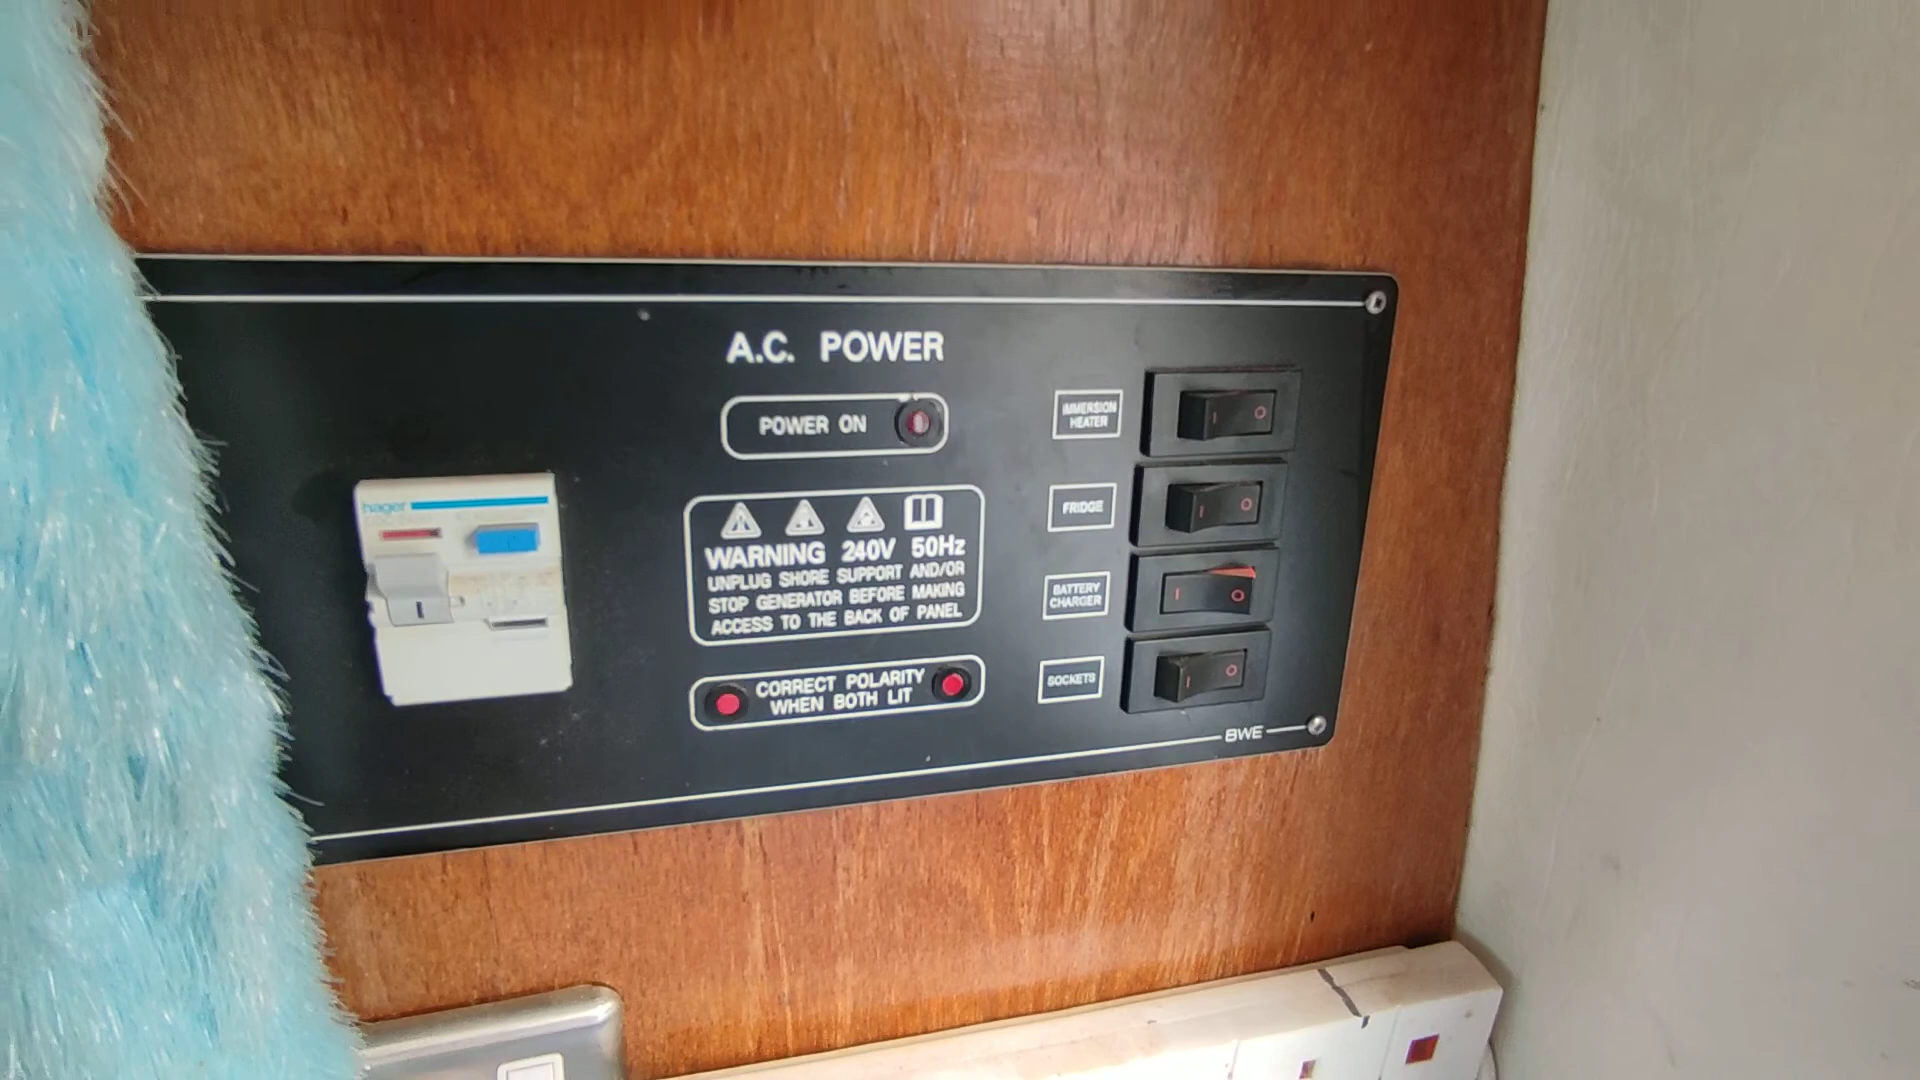 A.C. POWER
POWER ON
hager
WARNING 240V 50Hz
UNPLUG SHORE SUPPORT AND/OR
STOP GENERATOR BEFORE MAKING
ACCESS TO THE BACK OF PANEL
CORRECT POLARITY
WHEN BOTH LIT
IMMERSION
HEATER
FRIDGE
BATTERY
CHARGER
SOCKETS
BWE